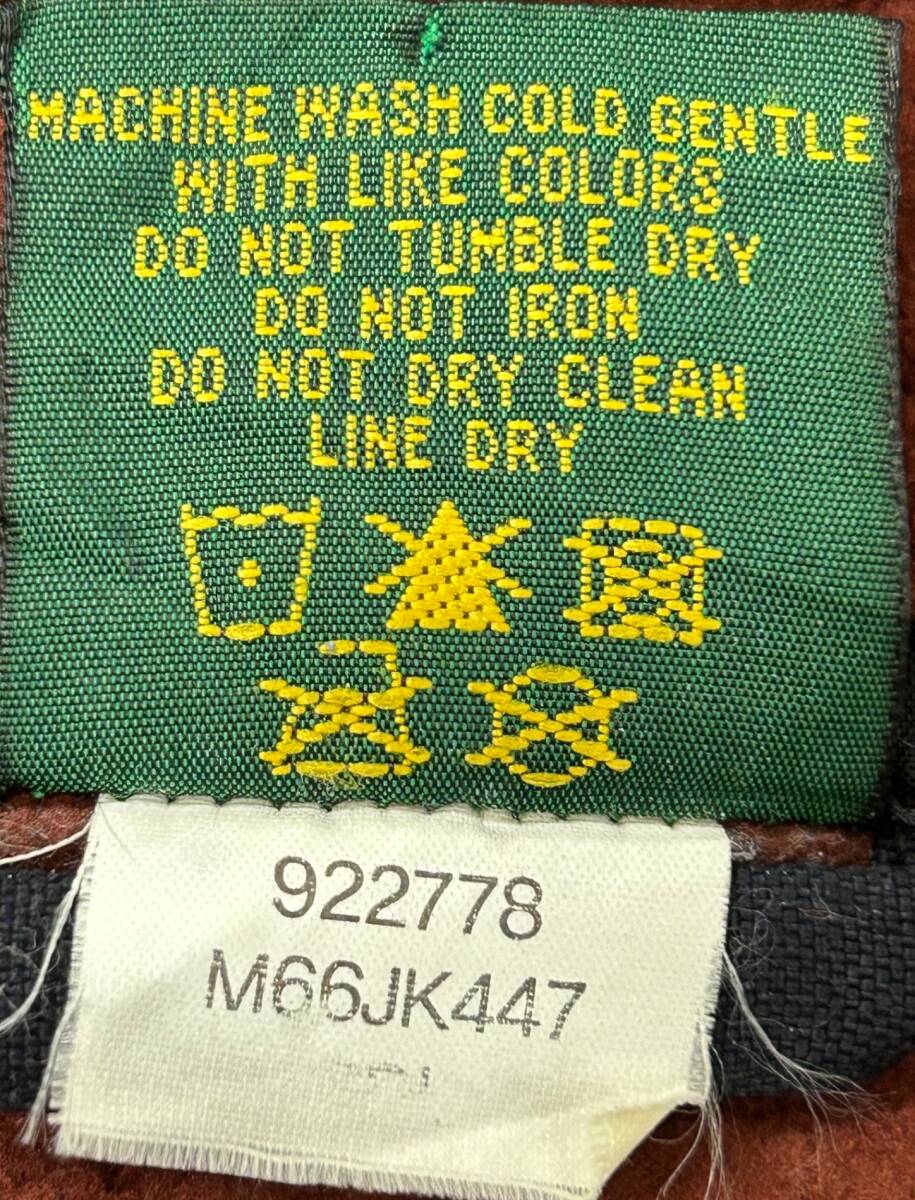 MACHINE WASH COLD GENTLE
WITH LIKE COLORS
DO NOT TUMBLE DRY
DO NOT IRON
DO NOT DRY CLEAN
LINE DRY
922778
M66JK447